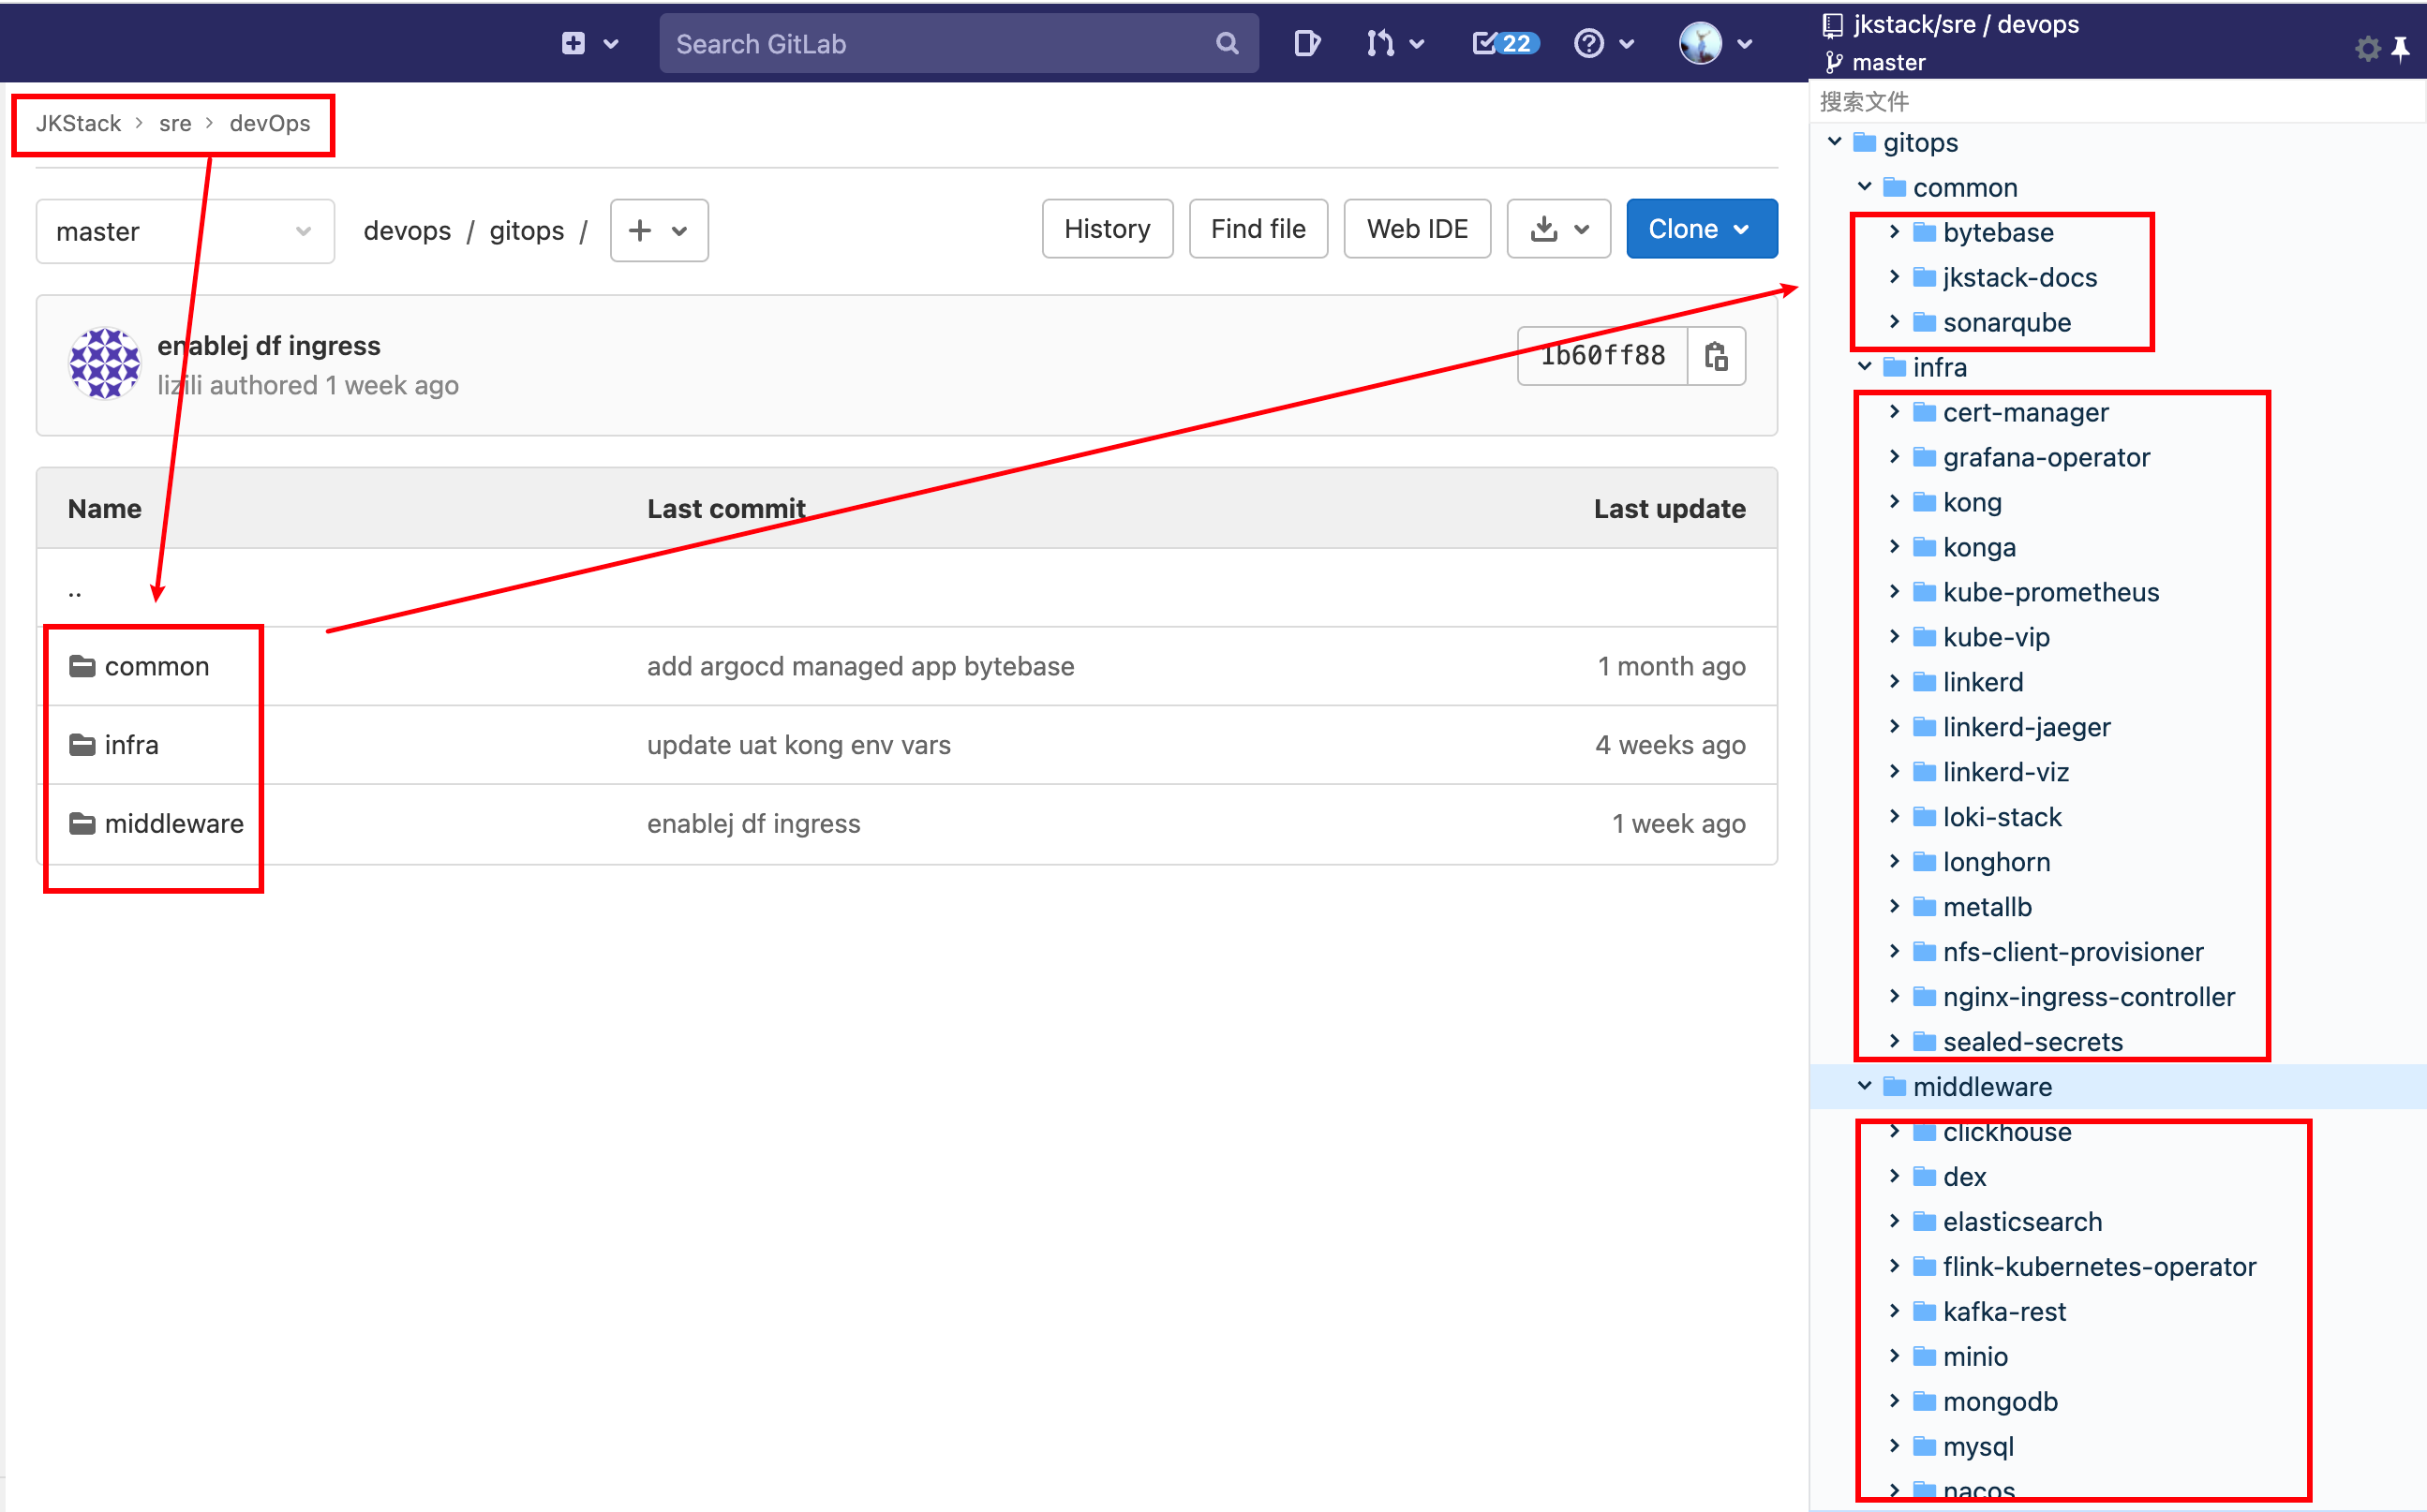 Search GitLab
22
JKStack > sre > devOps
master
devops / gitops /
History
Find file
Web IDE
Clone
enablej df ingress
lizili authored 1 week ago
1b60ff88
Name Last commit Last update
..
common add argocd managed app bytebase 1 month ago
infra update uat kong env vars 4 weeks ago
middleware enablej df ingress 1 week ago
jkstack/sre / devops
master
搜索文件
gitops
common
bytebase
jkstack-docs
sonarqube
infra
cert-manager
grafana-operator
kong
konga
kube-prometheus
kube-vip
linkerd
linkerd-jaeger
linkerd-viz
loki-stack
longhorn
metallb
nfs-client-provisioner
nginx-ingress-controller
sealed-secrets
middleware
clickhouse
dex
elasticsearch
flink-kubernetes-operator
kafka-rest
minio
mongodb
mysql
nacos